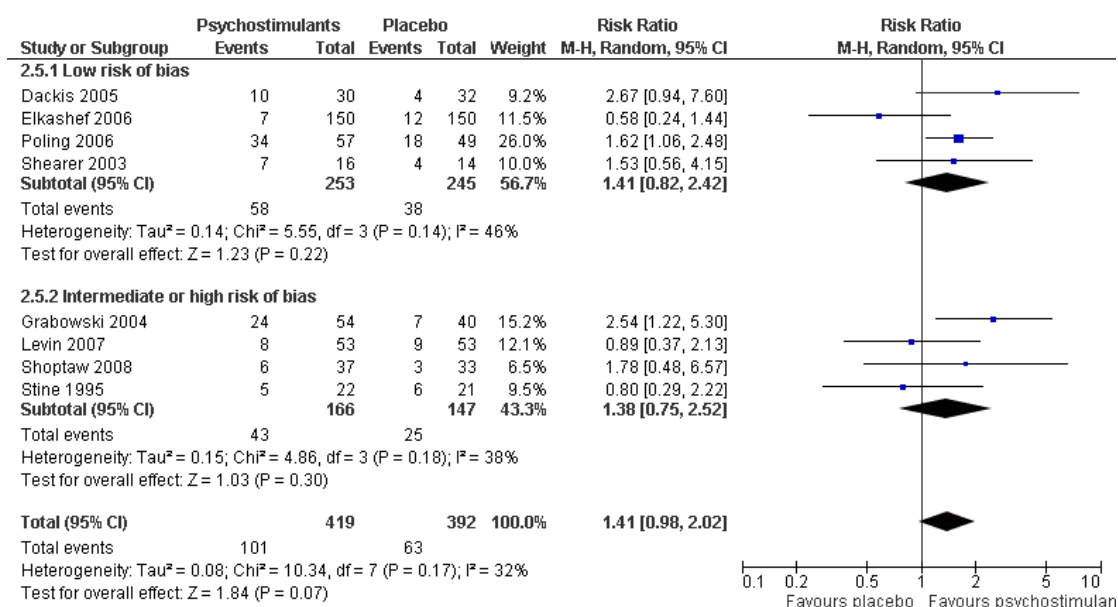 Psychostimulants Placebo Risk Ratio Risk Ratio
Study or Subgroup Events Total Events Total Weight M-H, Random, 95% CI M-H, Random, 95% CI
2.5.1 Low risk of bias
Dackis 2005 10 30 4 32 9.2% 2.67 [0.94, 7.60]
Elkashef 2006 7 150 12 150 11.5% 0.58 [0.24, 1.44]
Poling 2006 34 57 18 49 26.0% 1.62 [1.06, 2.48]
Shearer 2003 7 16 4 14 10.0% 1.53 [0.56, 4.15]
Subtotal (95% CI) 253 245 56.7% 1.41 [0.82, 2.42]
Total events 58 38
Heterogeneity: Tau² = 0.14; Chi² = 5.55, df = 3 (P = 0.14); I² = 46%
Test for overall effect: Z = 1.23 (P = 0.22)
2.5.2 Intermediate or high risk of bias
Grabowski 2004 24 54 7 40 15.2% 2.54 [1.22, 5.30]
Levin 2007 8 53 9 53 12.1% 0.89 [0.37, 2.13]
Shoptaw 2008 6 37 3 33 6.5% 1.78 [0.48, 6.57]
Stine 1995 5 22 6 21 9.5% 0.80 [0.29, 2.22]
Subtotal (95% CI) 166 147 43.3% 1.38 [0.75, 2.52]
Total events 43 25
Heterogeneity: Tau² = 0.15; Chi² = 4.86, df = 3 (P = 0.18); I² = 38%
Test for overall effect: Z = 1.03 (P = 0.30)
Total (95% CI) 419 392 100.0% 1.41 [0.98, 2.02]
Total events 101 63
Heterogeneity: Tau² = 0.08; Chi² = 10.34, df = 7 (P = 0.17); I² = 32%
Test for overall effect: Z = 1.84 (P = 0.07)
0.1 0.2 0.5 1 2 5 10
Favours placebo Favours psychostimulan